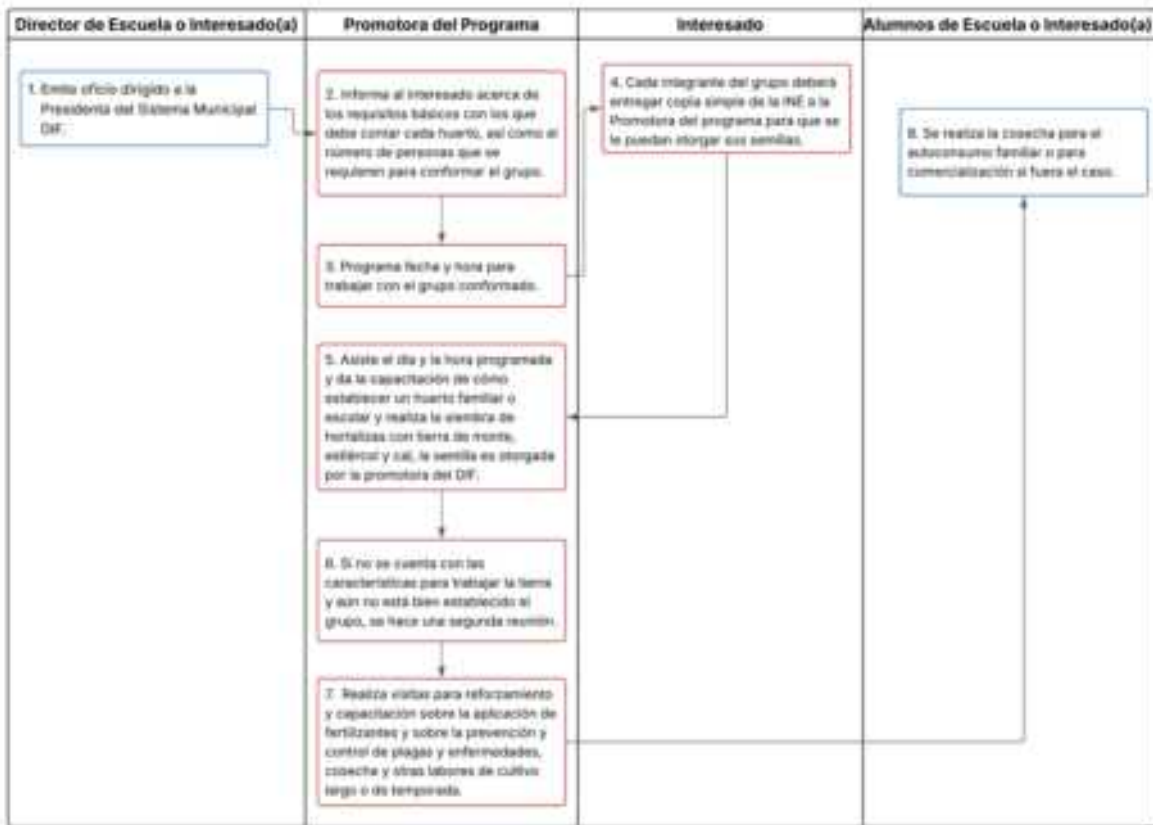 Director de Escuela o Interesado(a)
Promotora del Programa
Interesado
Alumnos de Escuela o Interesado(a)
1. Emite oficio dirigido a la
Presidenta del Sistema Municipal
DIF.
2. Informa al interesado acerca de
los requisitos básicos con los que
debe contar cada huerto, así como el
número de personas que se
requieren para conformar el grupo.
3. Programa fecha y hora para
trabajar con el grupo conformado.
4. Cada integrante del grupo deberá
entregar copia simple de la INE a la
Promotora del programa para que se
le puedan otorgar sus semillas.
5. Asiste el día y la hora programada
y da la capacitación de cómo
establecer un huerto familiar o
escolar y realiza la siembra de
hortalizas con tierra de monte,
estiércol y cal, la semilla es otorgada
por la promotora del DIF.
6. Si no se cuenta con las
características para trabajar la tierra
y aún no está bien establecido el
grupo, se hace una segunda reunión.
7. Realiza visitas para reforzamiento
y capacitación sobre la aplicación de
fertilizantes y sobre la prevención y
control de plagas y enfermedades,
cosecha y otras labores de cultivo
largo o de temporada.
8. Se realiza la cosecha para el
autoconsumo familiar o para
comercialización si fuera el caso.